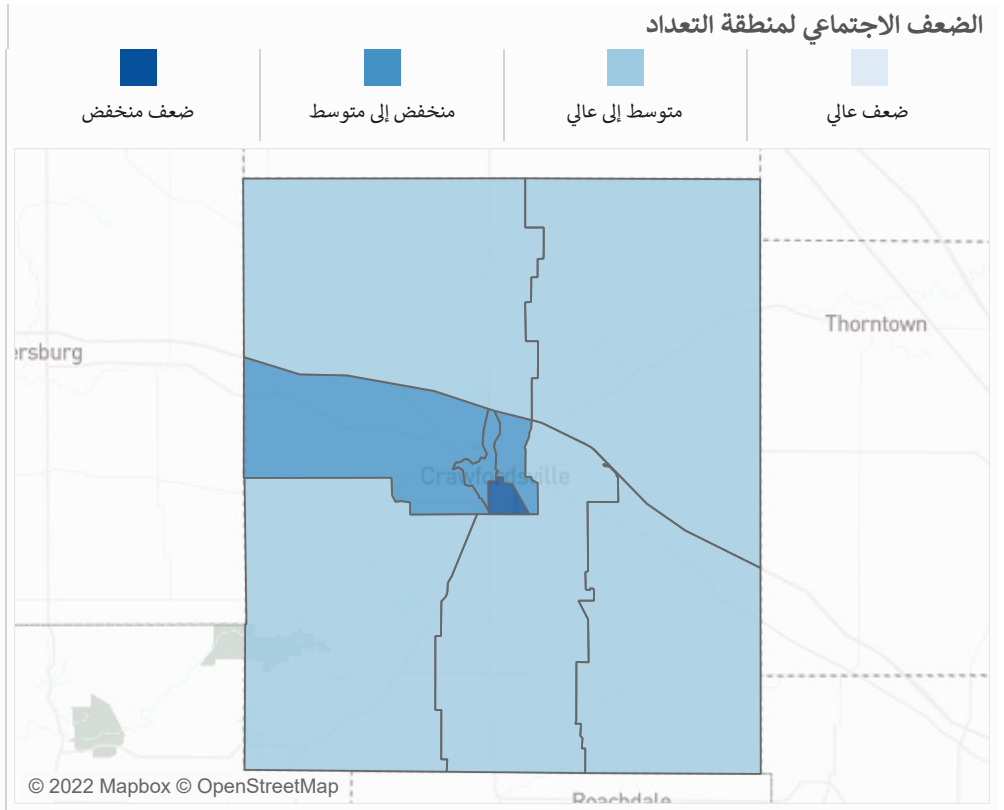 الضعف الاجتماعي لمنطقة التعداد
ضعف عالي
متوسط إلى عالي
منخفض إلى متوسط
ضعف منخفض
Thorntown
ersburg
Crawfordsville
Roachdale
© 2022 Mapbox © OpenStreetMap